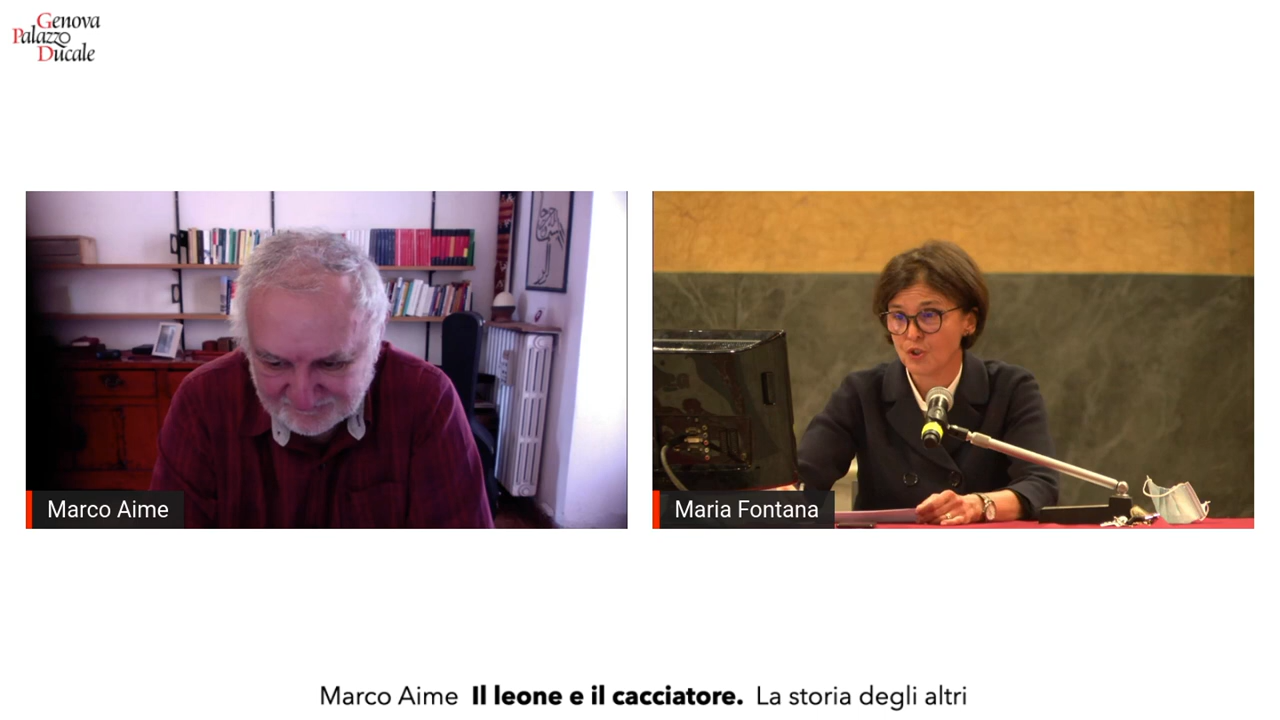 Genova
Palazzo
Ducale
Marco Aime
Maria Fontana
Marco Aime Il leone e il cacciatore. La storia degli altri